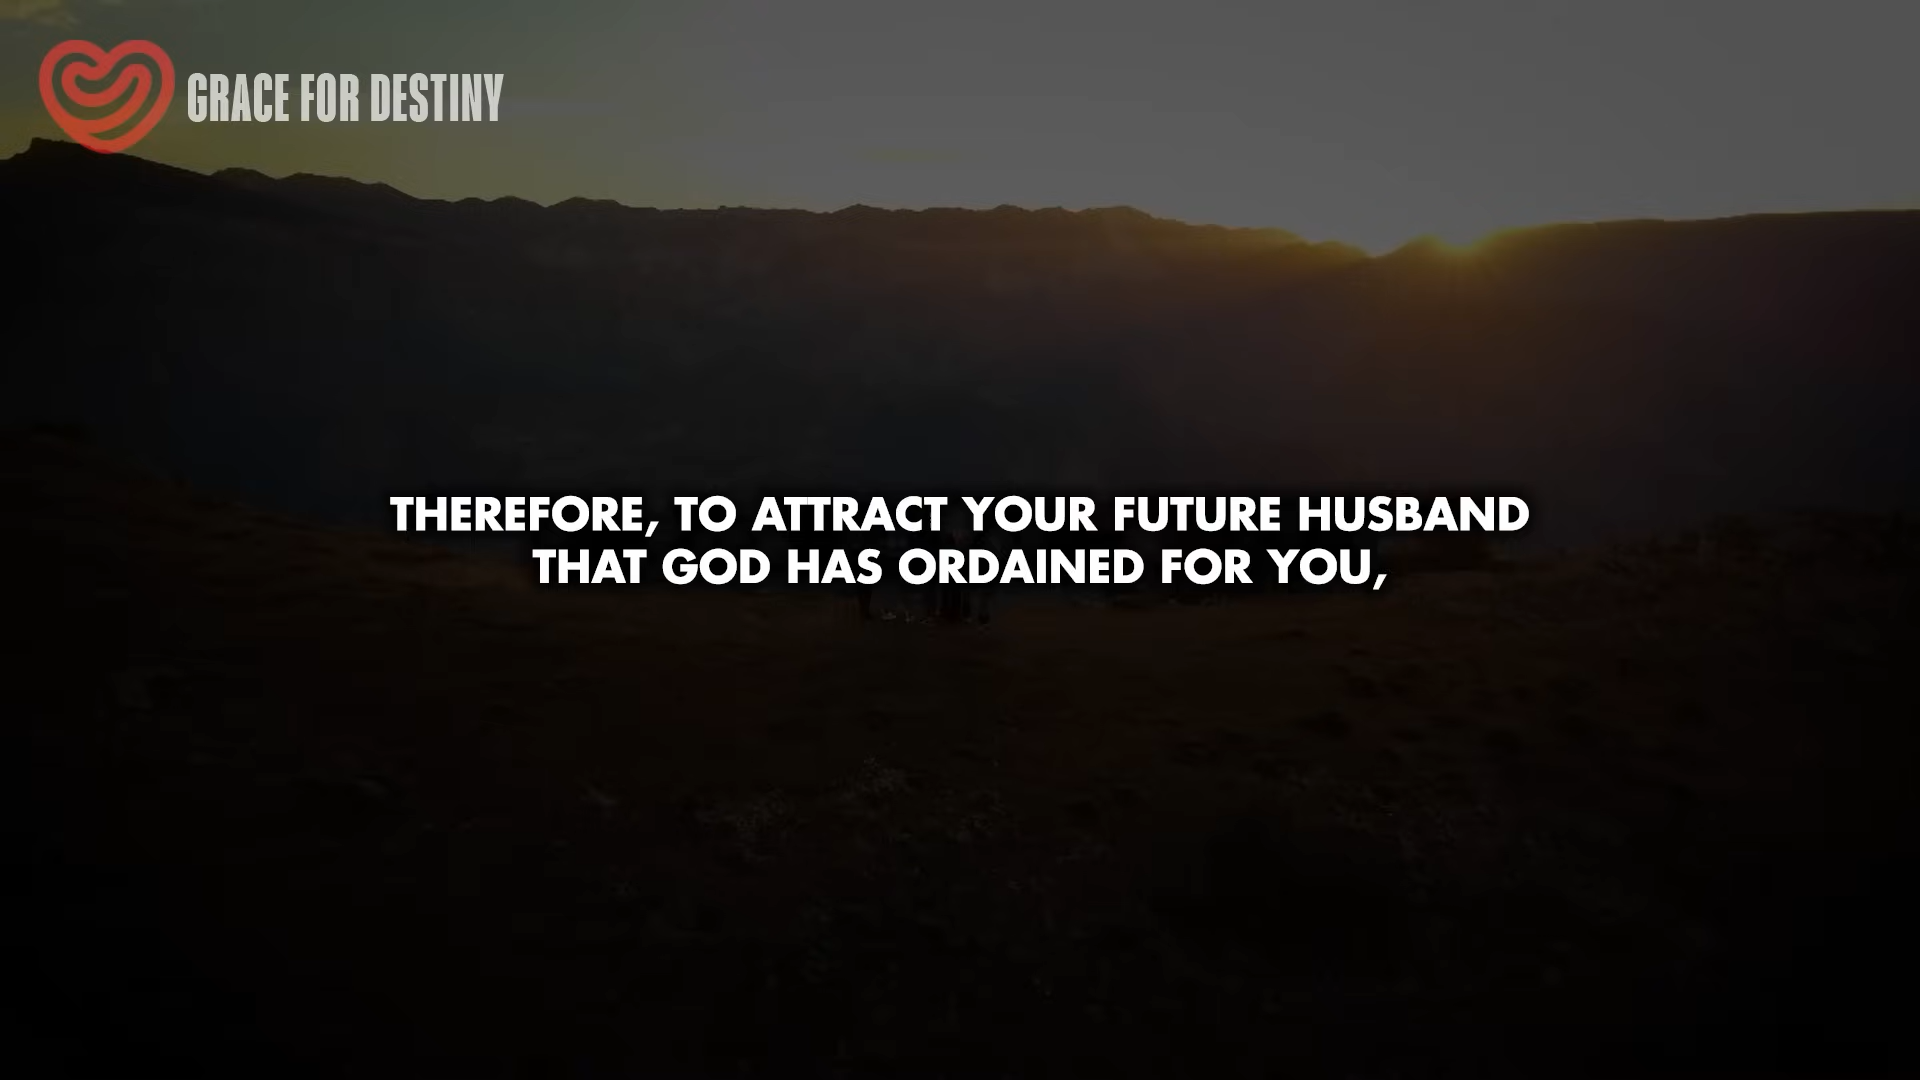 GRACE FOR DESTINY
THEREFORE, TO ATTRACT YOUR FUTURE HUSBAND
THAT GOD HAS ORDAINED FOR YOU,